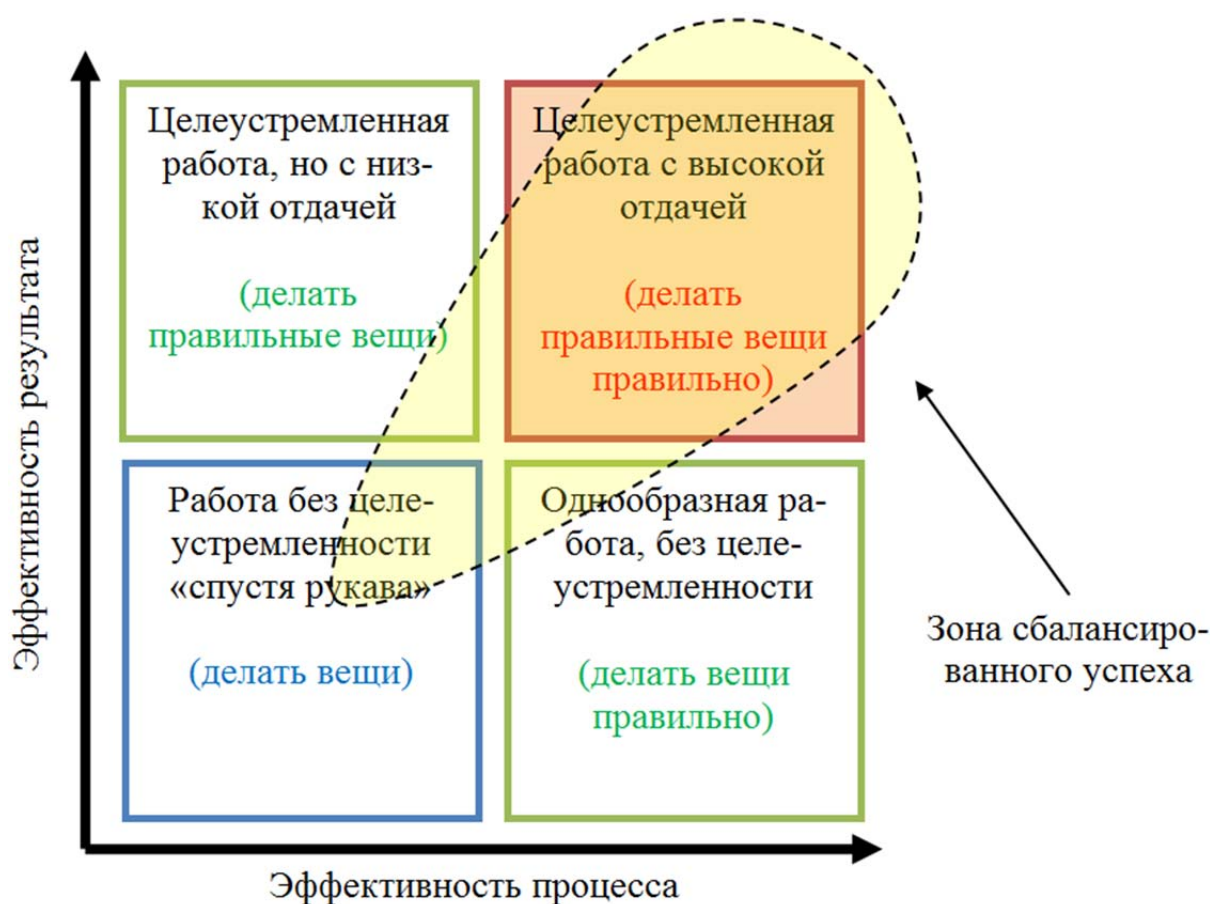 Эффективность результата
Целеустремленная
работа, но с низ-
кой отдачей
(делать
правильные вещи)
Целеустремленная
работа с высокой
отдачей
(делать
правильные вещи
правильно)
Работа без целе-
устремленности
«спустя рукава»
(делать вещи)
Однообразная ра-
бота, без целе-
устремленности
(делать вещи
правильно)
Зона сбалансиро-
ванного успеха
Эффективность процесса